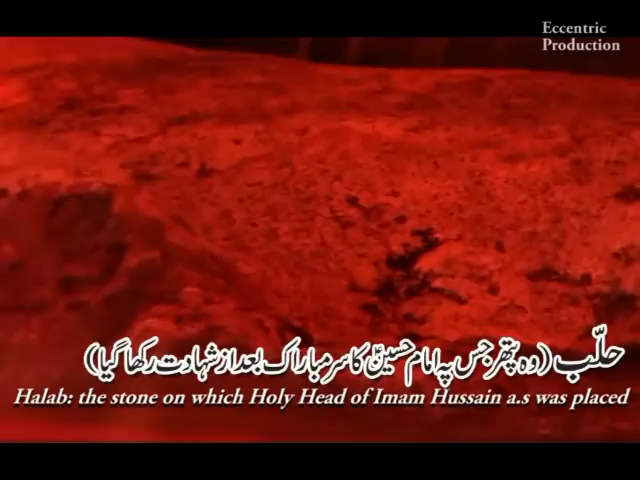 Eccentric
Production
حلّب (وہ پتھر جس پہ امام حسینؑ کا سر مبارک بعد از شہادت رکھا گیا)
Halab: the stone on which Holy Head of Imam Hussain a.s was placed